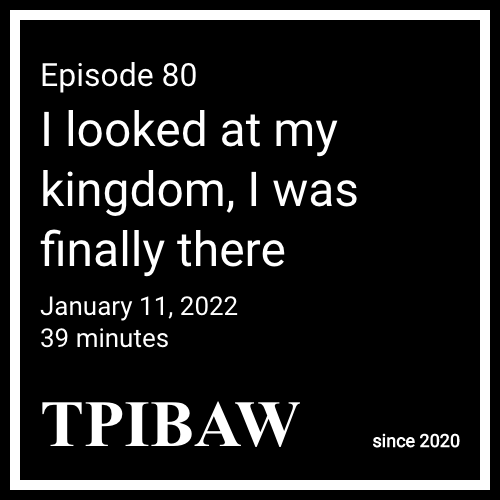 Episode 80
I looked at my
kingdom, I was
finally there
January 11, 2022
39 minutes
TPIBAW
since 2020